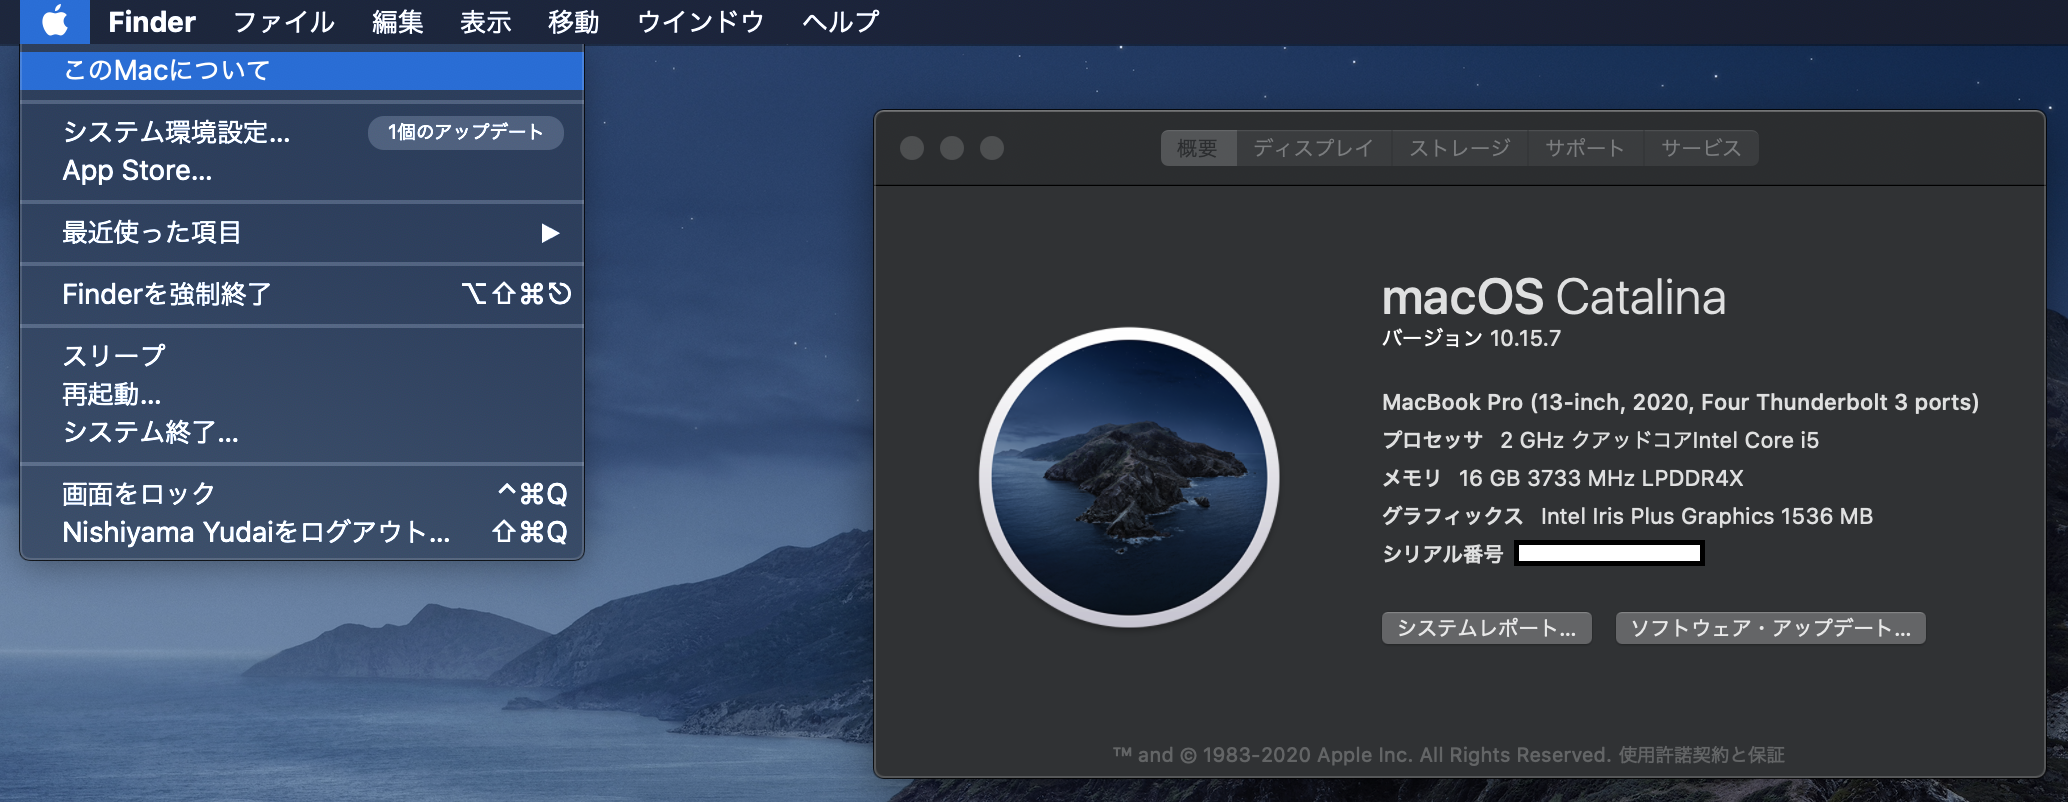 Finder ファイル 編集 表示 移動 ウインドウ ヘルプ
このMacについて
システム環境設定... 1個のアップデート
App Store...
最近使った項目 ▶
Finderを強制終了 ⌥⇧⌘⎋
スリープ
再起動...
システム終了...
画面をロック ^⌘Q
Nishiyama Yudaiをログアウト... ⇧⌘Q
概要 ディスプレイ ストレージ サポート サービス
macOS Catalina
バージョン 10.15.7
MacBook Pro (13-inch, 2020, Four Thunderbolt 3 ports)
プロセッサ 2 GHz クアッドコアIntel Core i5
メモリ 16 GB 3733 MHz LPDDR4X
グラフィックス Intel Iris Plus Graphics 1536 MB
シリアル番号
システムレポート... ソフトウェア・アップデート...
™ and © 1983-2020 Apple Inc. All Rights Reserved. 使用許諾契約と保証